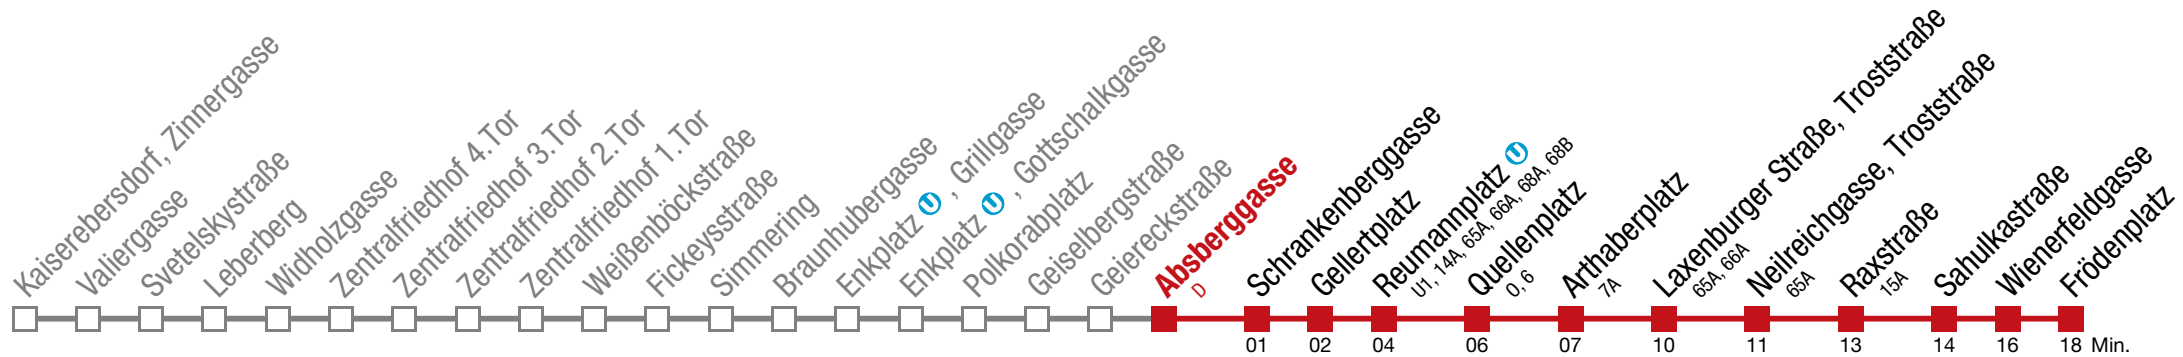 Kaiserebersdorf, Zinnergasse
Valiergasse
Svetelskystraße
Leberberg
Widholzgasse
Zentralfriedhof 4. Tor
Zentralfriedhof 3. Tor
Zentralfriedhof 2. Tor
Zentralfriedhof 1. Tor
Weißenböckstraße
Fickeysstraße
Simmering
Braunhubergasse
Enkplatz U, Grillgasse
Enkplatz U, Gottschalkgasse
Polkorabplatz
Geiselbergstraße
Geiereckstraße
Absberggasse
D
Schrankenberggasse
01
Gellertplatz
02
Reumannplatz U
U1, 14A, 65A, 66A, 68A, 68B
04
Quellenplatz
O, 6
06
Arthaberplatz
7A
07
Laxenburger Straße, Troststraße
65A, 66A
10
Neilreichgasse, Troststraße
65A
11
Raxstraße
15A
13
Sahulkastraße
14
Wienerfeldgasse
16
Frödenplatz
18 Min.